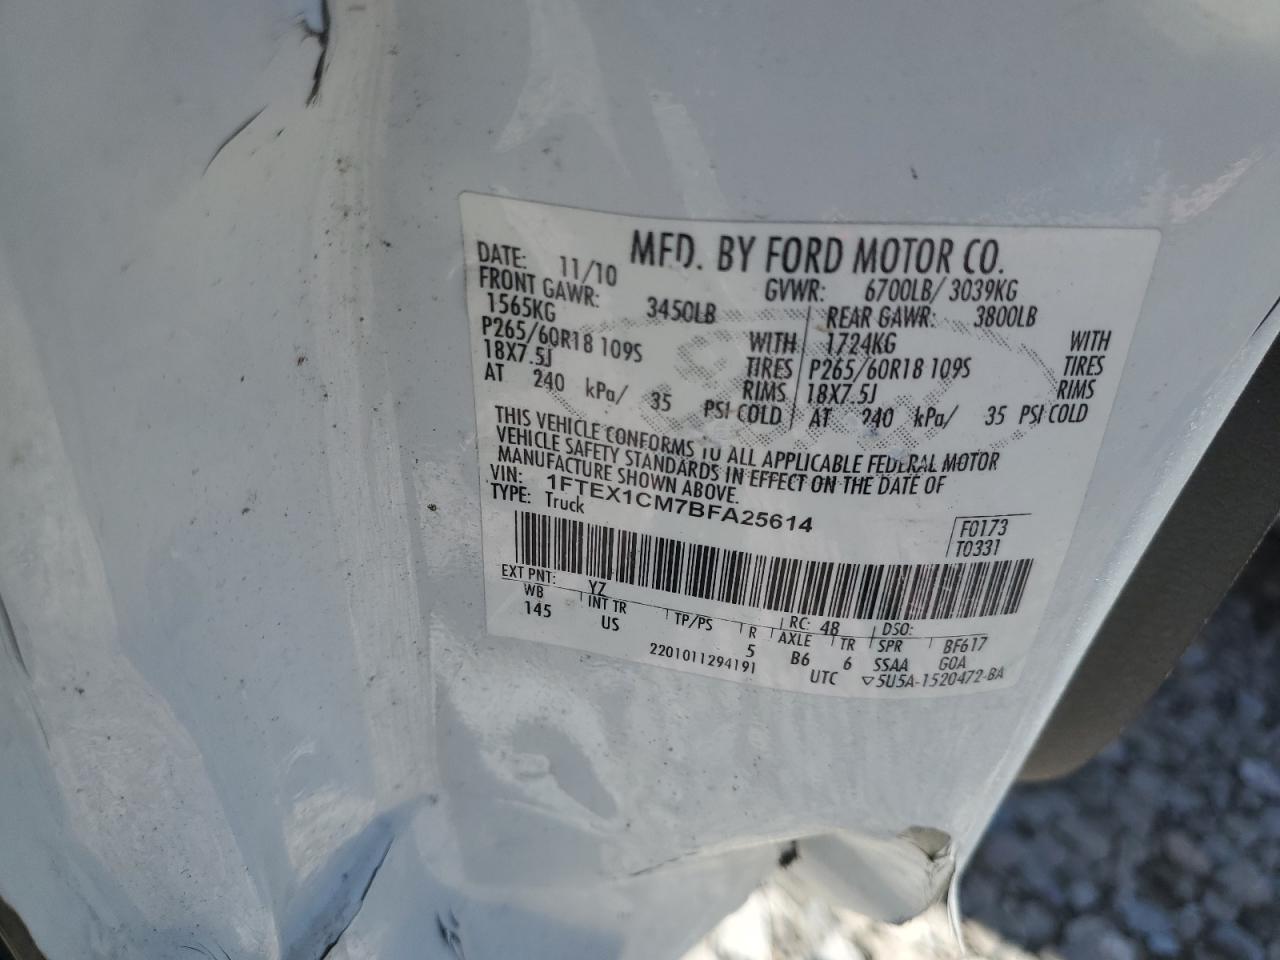 MFD. BY FORD MOTOR CO.
DATE: 11/10 GVWR: 6700LB/ 3039KG
FRONT GAWR: 3450LB REAR GAWR: 3800LB
1565KG WITH 1724KG WITH
P265/60R18 109S TIRES P265/60R18 109S TIRES
18X7.5J RIMS 18X7.5J RIMS
AT 240 kPa/ 35 PSI COLD AT 240 kPa/ 35 PSI COLD
THIS VEHICLE CONFORMS TO ALL APPLICABLE FEDERAL MOTOR
VEHICLE SAFETY STANDARDS IN EFFECT ON THE DATE OF
MANUFACTURE SHOWN ABOVE.
VIN: 1FTEX1CM7BFA25614
TYPE: Truck
F0173
T0331
EXT PNT: YZ RC: 48 DSO:
WB INT TR TP/PS R AXLE TR SPR BF617
145 US 5 B6 6 SSAA GOA
2201011294191 UTC ▽5U5A-1520472-BA